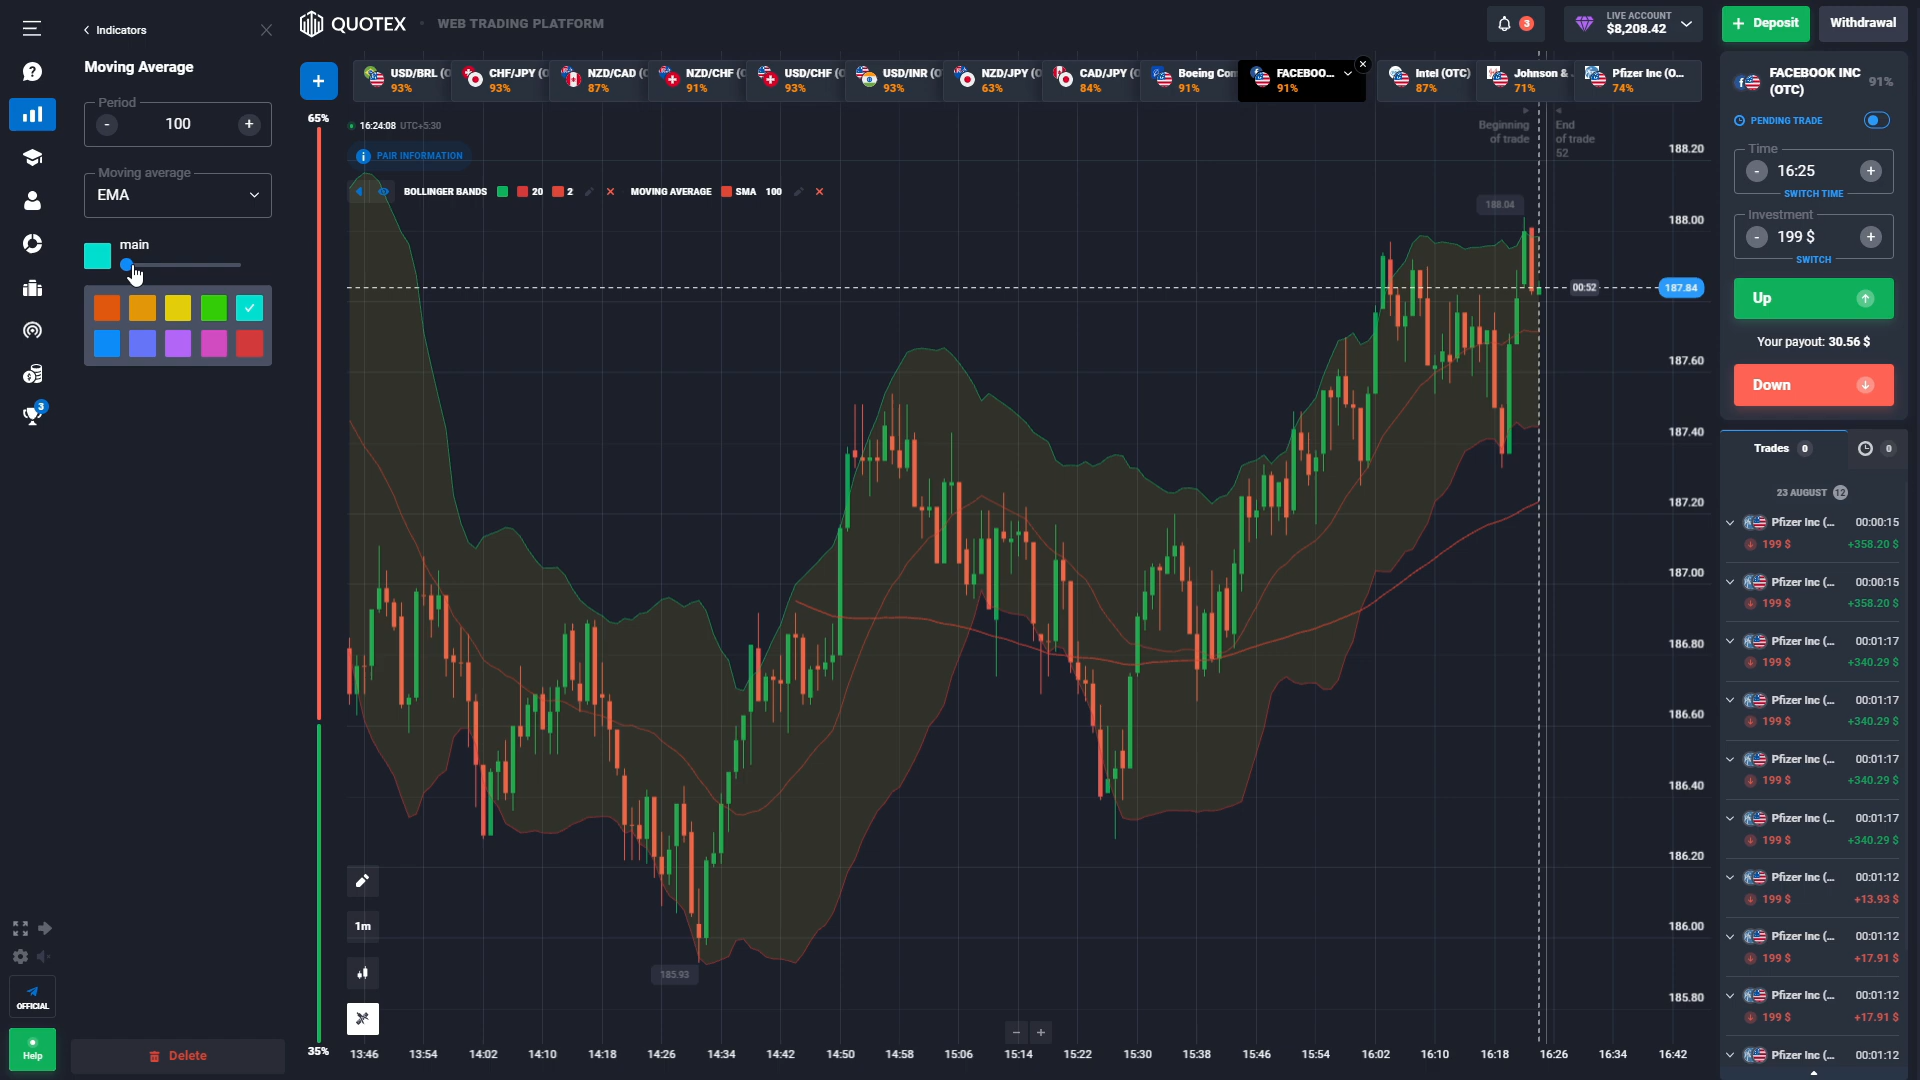 Indicators
QUOTEX
WEB TRADING PLATFORM
3
LIVE ACCOUNT
$8,208.42
Deposit
Withdrawal
Moving Average
Period
- 100 +
Moving average
EMA
main
Delete
3
OFFICIAL
Help
+
USD/BRL (O
93%
CHF/JPY (O
93%
NZD/CAD (
87%
NZD/CHF (
91%
USD/CHF (
93%
USD/INR (O
93%
NZD/JPY (O
63%
CAD/JPY (O
84%
Boeing Com
91%
FACEBOO...
91%
Intel (OTC)
87%
Johnson &
71%
Pfizer Inc (O...
74%
65%
35%
16:24:08 UTC+5:30
PAIR INFORMATION
BOLLINGER BANDS 20 2
MOVING AVERAGE SMA 100
Beginning
of trade
End
of trade
52
188.04
00:52
187.84
185.93
188.20
188.00
187.60
187.40
187.20
187.00
186.80
186.60
186.40
186.20
186.00
185.80
1m
- +
13:46 13:54 14:02 14:10 14:18 14:26 14:34 14:42 14:50 14:58 15:06 15:14 15:22 15:30 15:38 15:46 15:54 16:02 16:10 16:18 16:26 16:34 16:42
FACEBOOK INC
(OTC)
91%
PENDING TRADE
Time
- 16:25 +
SWITCH TIME
Investment
- 199 $ +
SWITCH
Up
Your payout: 30.56 $
Down
Trades 0
0
23 AUGUST 12
Pfizer Inc (... 00:00:15
199 $ +358.20 $
Pfizer Inc (... 00:00:15
199 $ +358.20 $
Pfizer Inc (... 00:01:17
199 $ +340.29 $
Pfizer Inc (... 00:01:17
199 $ +340.29 $
Pfizer Inc (... 00:01:17
199 $ +340.29 $
Pfizer Inc (... 00:01:17
199 $ +340.29 $
Pfizer Inc (... 00:01:12
199 $ +13.93 $
Pfizer Inc (... 00:01:12
199 $ +17.91 $
Pfizer Inc (... 00:01:12
199 $ +17.91 $
Pfizer Inc (... 00:01:12